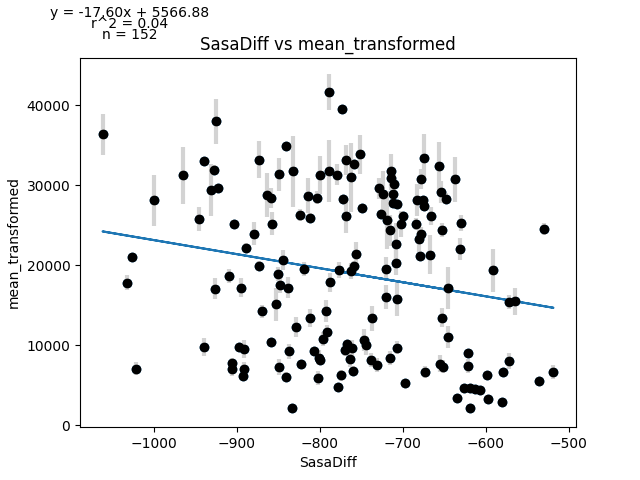 y = -17.60x + 5566.88
r^2 = 0.04
n = 152
SasaDiff vs mean_transformed
40000
30000
20000
10000
0
mean_transformed
−1000
−900
−800
−700
−600
−500
SasaDiff